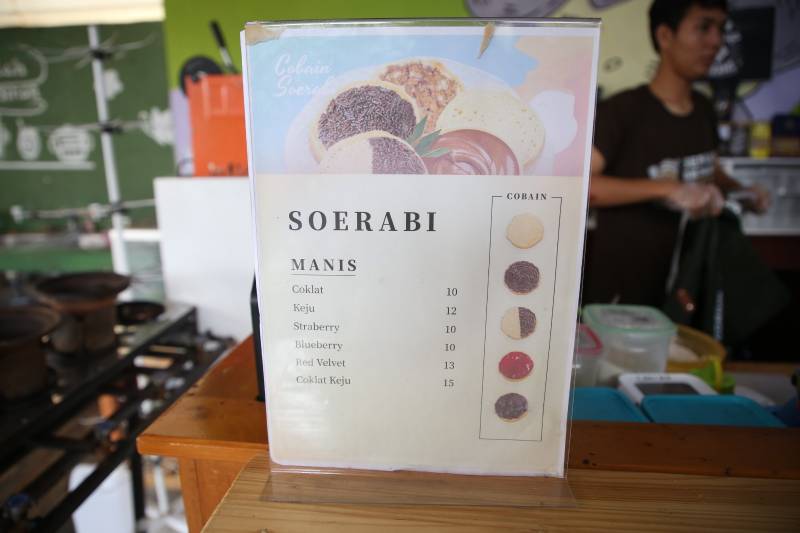 Cobain
Soerabi
COBAIN
SOERABI
MANIS
Coklat 10
Keju 12
Straberry 10
Blueberry 10
Red Velvet 13
Coklat Keju 15